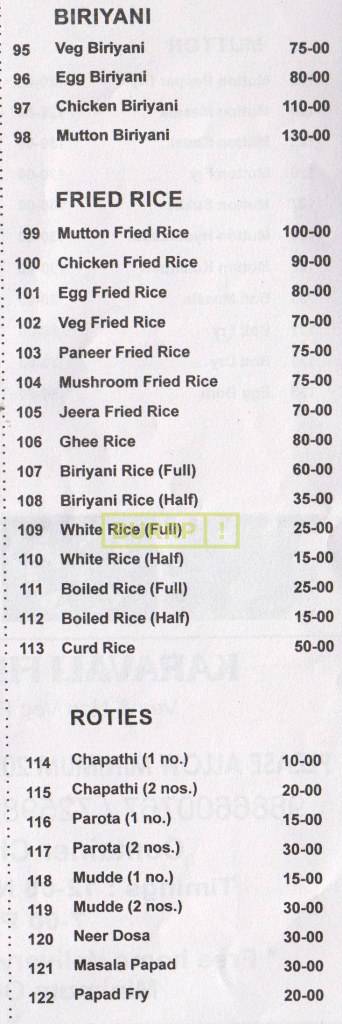 BIRIYANI
95 Veg Biriyani 75-00
96 Egg Biriyani 80-00
97 Chicken Biriyani 110-00
98 Mutton Biriyani 130-00
FRIED RICE
99 Mutton Fried Rice 100-00
100 Chicken Fried Rice 90-00
101 Egg Fried Rice 80-00
102 Veg Fried Rice 70-00
103 Paneer Fried Rice 75-00
104 Mushroom Fried Rice 75-00
105 Jeera Fried Rice 70-00
106 Ghee Rice 80-00
107 Biriyani Rice (Full) 60-00
108 Biriyani Rice (Half) 35-00
109 White Rice (Full) 25-00
BURRP !
110 White Rice (Half) 15-00
111 Boiled Rice (Full) 25-00
112 Boiled Rice (Half) 15-00
113 Curd Rice 50-00
ROTIES
114 Chapathi (1 no.) 10-00
115 Chapathi (2 nos.) 20-00
116 Parota (1 no.) 15-00
117 Parota (2 nos.) 30-00
118 Mudde (1 no.) 15-00
119 Mudde (2 nos.) 30-00
120 Neer Dosa 30-00
121 Masala Papad 30-00
122 Papad Fry 20-00